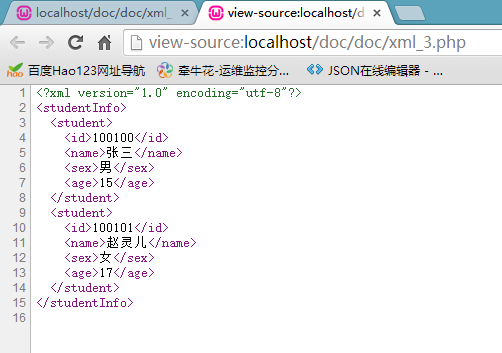 localhost/doc/doc/xml_
view-source:localhost/d
view-source:localhost/doc/doc/xml_3.php
hao 百度Hao123网址导航 牵牛花-运维监控分... JSON在线编辑器 - ...
1 <?xml version="1.0" encoding="utf-8"?>
2 <studentInfo>
3 <student>
4 <id>100100</id>
5 <name>张三</name>
6 <sex>男</sex>
7 <age>15</age>
8 </student>
9 <student>
10 <id>100101</id>
11 <name>赵灵儿</name>
12 <sex>女</sex>
13 <age>17</age>
14 </student>
15 </studentInfo>
16